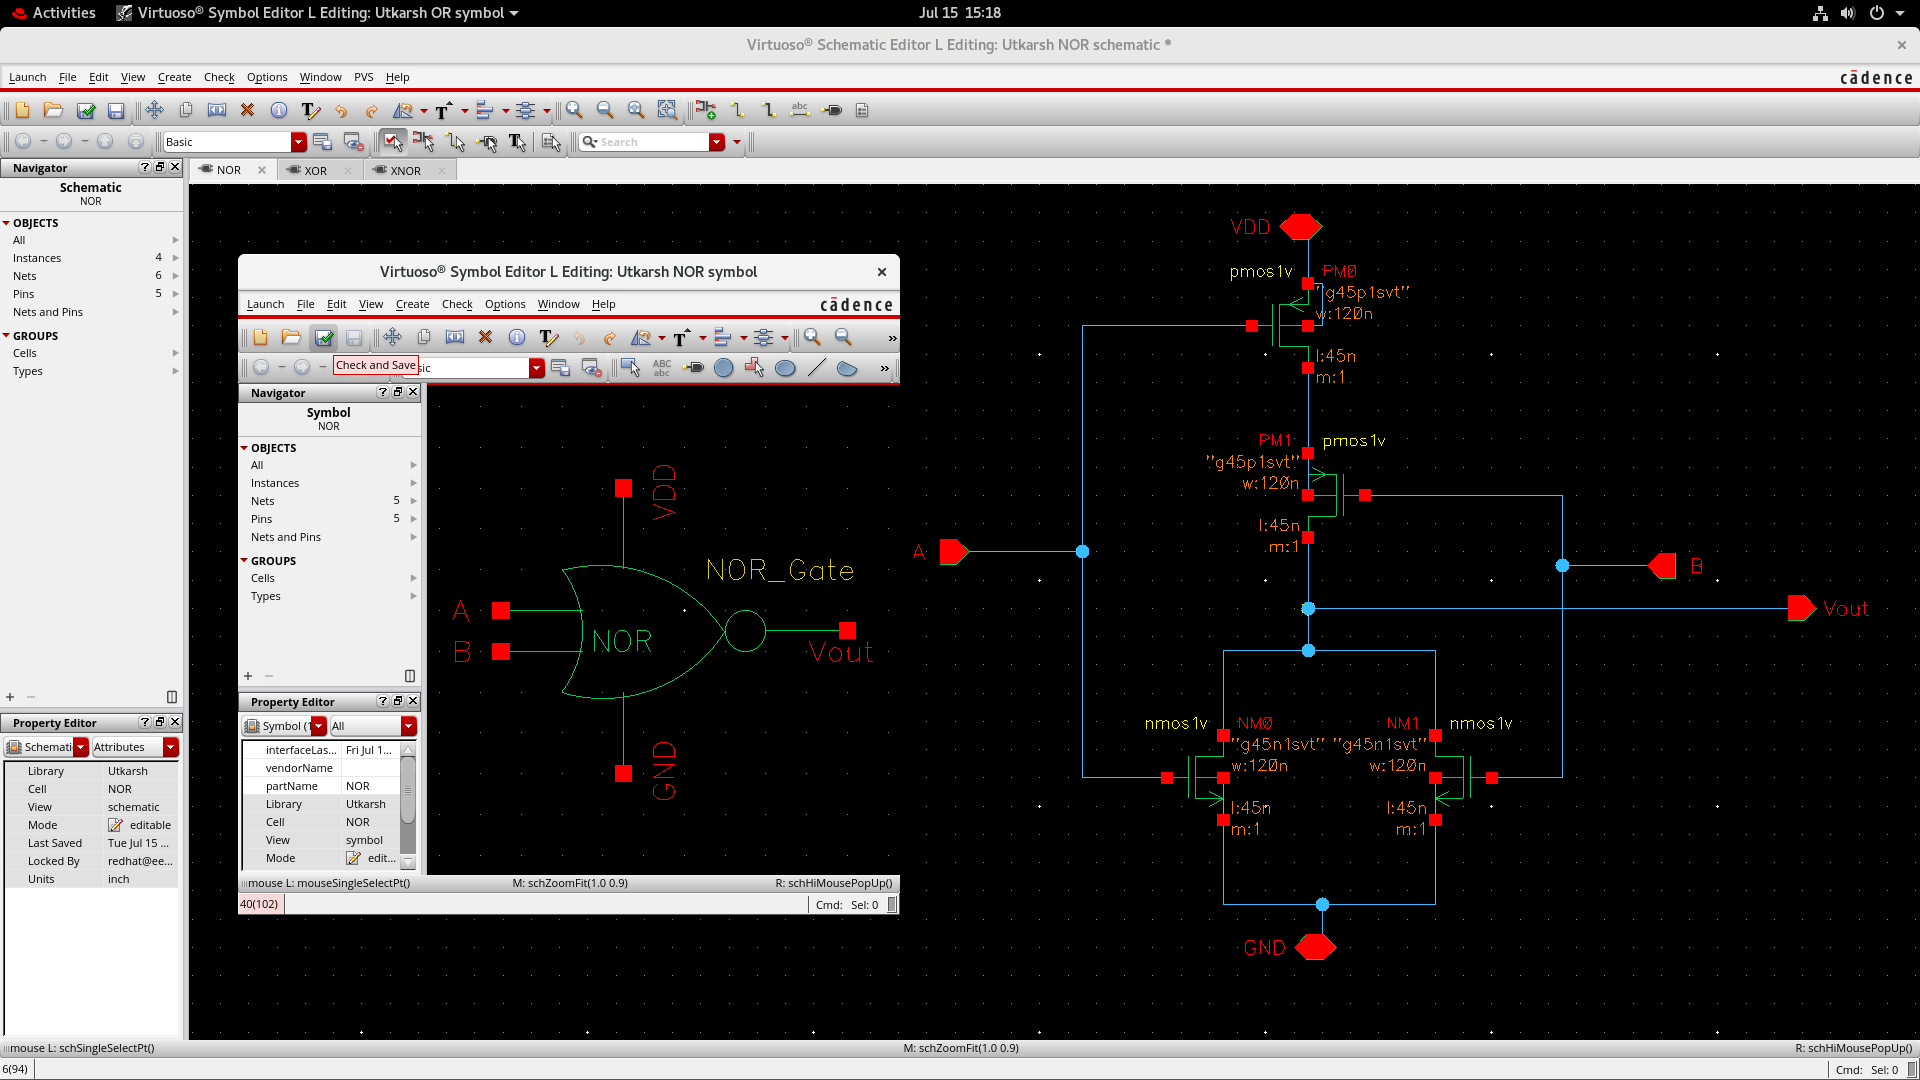 Activities Virtuoso® Symbol Editor L Editing: Utkarsh OR symbol Jul 15 15:18
Virtuoso® Schematic Editor L Editing: Utkarsh NOR schematic *
Launch File Edit View Create Check Options Window PVS Help cādence
Basic Search
Navigator
NOR XOR XNOR
Schematic
NOR
OBJECTS
All
Instances 4
Nets 6
Pins 5
Nets and Pins
GROUPS
Cells
Types
Property Editor
Schemati Attributes
Library Utkarsh
Cell NOR
View schematic
Mode editable
Last Saved Tue Jul 15 ...
Locked By redhat@ee...
Units inch
Virtuoso® Symbol Editor L Editing: Utkarsh NOR symbol
Launch File Edit View Create Check Options Window Help cādence
Check and Save
Navigator
Symbol
NOR
OBJECTS
All
Instances
Nets 5
Pins 5
Nets and Pins
GROUPS
Cells
Types
Property Editor
Symbol (1 All
interfaceLas... Fri Jul 1...
vendorName
partName NOR
Library Utkarsh
Cell NOR
View symbol
Mode edit...
VDD
NOR_Gate
A
B
NOR
Vout
GND
mouse L: mouseSingleSelectPt() M: schZoomFit(1.0 0.9) R: schHiMousePopUp()
40(102) Cmd: Sel: 0
VDD
pmos1v PM0
"g45p1svt"
w:120n
l:45n
m:1
PM1 pmos1v
"g45p1svt"
w:120n
l:45n
m:1
A
B
Vout
nmos1v NM0 NM1 nmos1v
"g45n1svt" "g45n1svt"
w:120n w:120n
l:45n l:45n
m:1 m:1
GND
mouse L: schSingleSelectPt() M: schZoomFit(1.0 0.9) R: schHiMousePopUp()
6(94) Cmd: Sel: 0